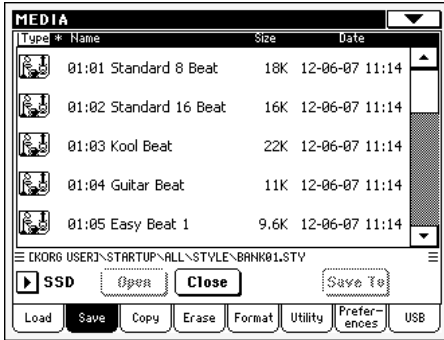 MEDIA
Type * Name Size Date
01:01 Standard 8 Beat 18K 12-06-07 11:14
01:02 Standard 16 Beat 16K 12-06-07 11:14
01:03 Kool Beat 22K 12-06-07 11:14
01:04 Guitar Beat 11K 12-06-07 11:14
01:05 Easy Beat 1 9.6K 12-06-07 11:14
[KORG USER]\STARTUP\ALL\STYLE\BANK01.STY
SSD Open Close Save To
Load Save Copy Erase Format Utility Prefer-ences USB